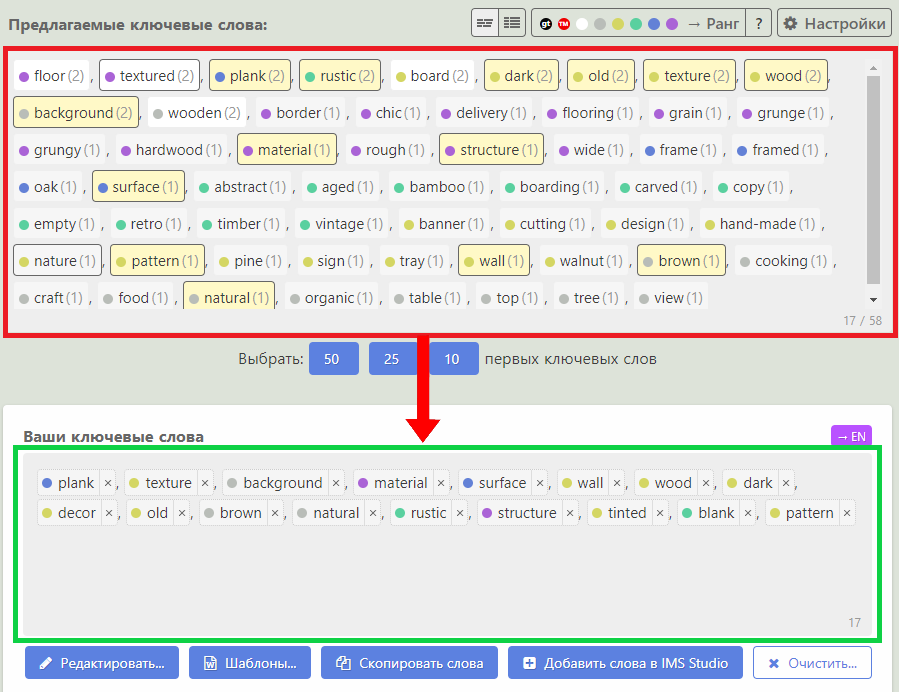 Предлагаемые ключевые слова: gt TM → Ранг ? Настройки
floor (2) , textured (2) , plank (2) , rustic (2) , board (2) , dark (2) , old (2) , texture (2) , wood (2) ,
background (2) , wooden (2) , border (1) , chic (1) , delivery (1) , flooring (1) , grain (1) , grunge (1) ,
grungy (1) , hardwood (1) , material (1) , rough (1) , structure (1) , wide (1) , frame (1) , framed (1) ,
oak (1) , surface (1) , abstract (1) , aged (1) , bamboo (1) , boarding (1) , carved (1) , copy (1) ,
empty (1) , retro (1) , timber (1) , vintage (1) , banner (1) , cutting (1) , design (1) , hand-made (1) ,
nature (1) , pattern (1) , pine (1) , sign (1) , tray (1) , wall (1) , walnut (1) , brown (1) , cooking (1) ,
craft (1) , food (1) , natural (1) , organic (1) , table (1) , top (1) , tree (1) , view (1)
17 / 58
Выбрать: 50 25 10 первых ключевых слов
Ваши ключевые слова → EN
plank × , texture × , background × , material × , surface × , wall × , wood × , dark × ,
decor × , old × , brown × , natural × , rustic × , structure × , tinted × , blank × , pattern ×
17
Редактировать... Шаблоны... Скопировать слова Добавить слова в IMS Studio × Очистить...